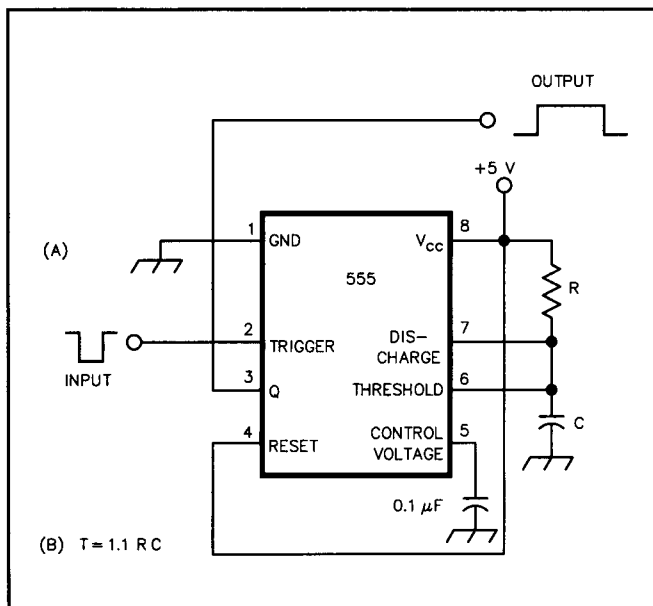 OUTPUT
+5 V
(A)
1
GND
VCC
8
555
R
INPUT
2
TRIGGER
DIS-
CHARGE
7
3
Q
THRESHOLD
6
4
RESET
CONTROL
VOLTAGE
5
C
0.1 μF
(B) T = 1.1 R C